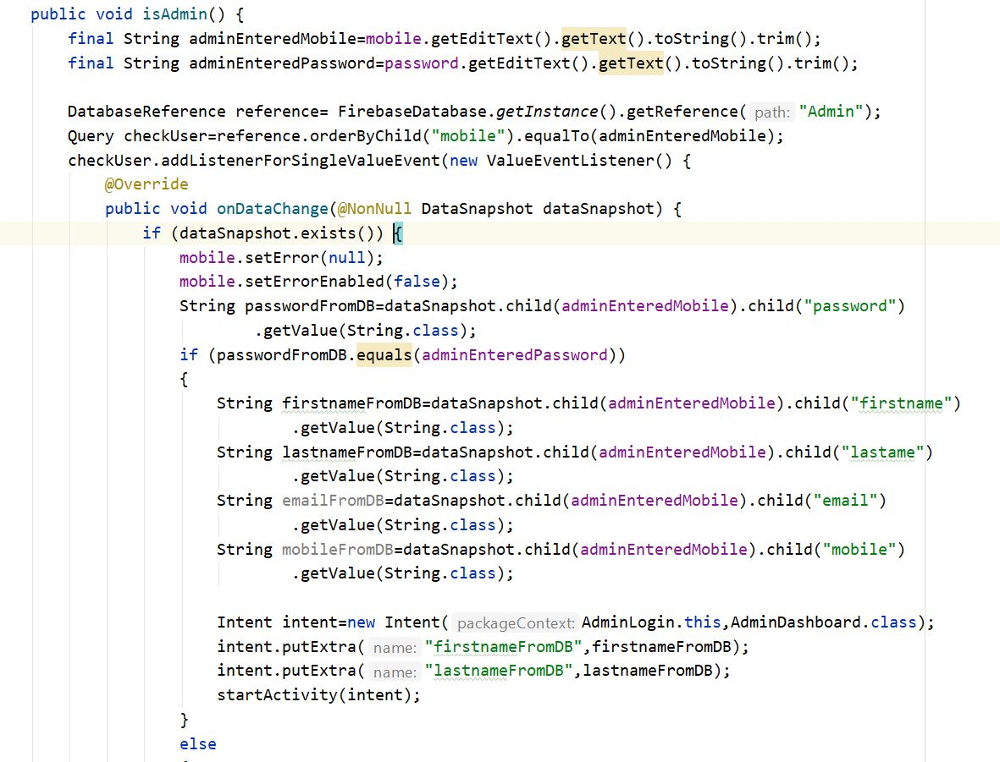 public void isAdmin() {
final String adminEnteredMobile=mobile.getEditText().getText().toString().trim();
final String adminEnteredPassword=password.getEditText().getText().toString().trim();
DatabaseReference reference= FirebaseDatabase.getInstance().getReference( path: "Admin");
Query checkUser=reference.orderByChild("mobile").equalTo(adminEnteredMobile);
checkUser.addListenerForSingleValueEvent(new ValueEventListener() {
@Override
public void onDataChange(@NonNull DataSnapshot dataSnapshot) {
if (dataSnapshot.exists()) {
mobile.setError(null);
mobile.setErrorEnabled(false);
String passwordFromDB=dataSnapshot.child(adminEnteredMobile).child("password")
.getValue(String.class);
if (passwordFromDB.equals(adminEnteredPassword))
{
String firstnameFromDB=dataSnapshot.child(adminEnteredMobile).child("firstname")
.getValue(String.class);
String lastnameFromDB=dataSnapshot.child(adminEnteredMobile).child("lastame")
.getValue(String.class);
String emailFromDB=dataSnapshot.child(adminEnteredMobile).child("email")
.getValue(String.class);
String mobileFromDB=dataSnapshot.child(adminEnteredMobile).child("mobile")
.getValue(String.class);
Intent intent=new Intent( packageContext: AdminLogin.this,AdminDashboard.class);
intent.putExtra( name: "firstnameFromDB",firstnameFromDB);
intent.putExtra( name: "lastnameFromDB",lastnameFromDB);
startActivity(intent);
}
else